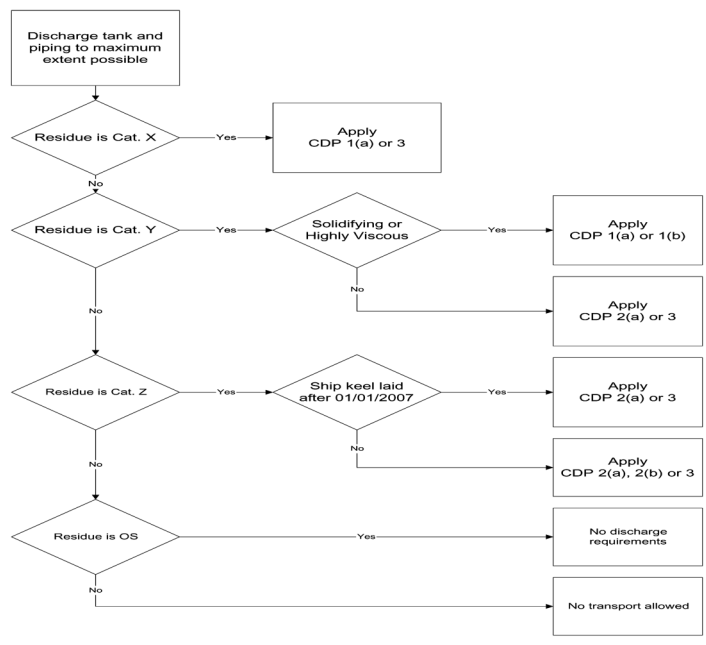 Discharge tank and
piping to maximum
extent possible
Residue is Cat. X
Yes
Apply
CDP 1(a) or 3
No
Residue is Cat. Y
Yes
Solidifying or
Highly Viscous
Yes
Apply
CDP 1(a) or 1(b)
No
Apply
CDP 2(a) or 3
No
Residue is Cat. Z
Yes
Ship keel laid
after 01/01/2007
Yes
Apply
CDP 2(a) or 3
No
Apply
CDP 2(a), 2(b) or 3
No
Residue is OS
Yes
No discharge
requirements
No
No transport allowed